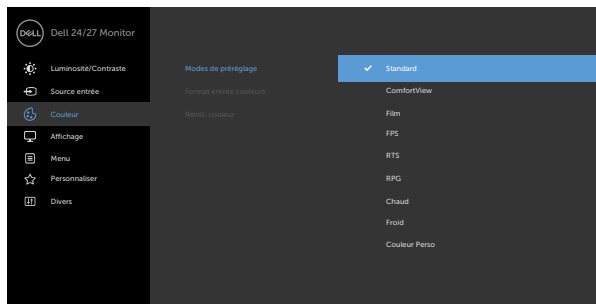 DELL Dell 24/27 Monitor
Luminosité/Contraste
Source entrée
Couleur
Affichage
Menu
Personnaliser
Divers
Modes de préréglage
Format entrée couleurs
Réinit. couleur
Standard
ComfortView
Film
FPS
RTS
RPG
Chaud
Froid
Couleur Perso